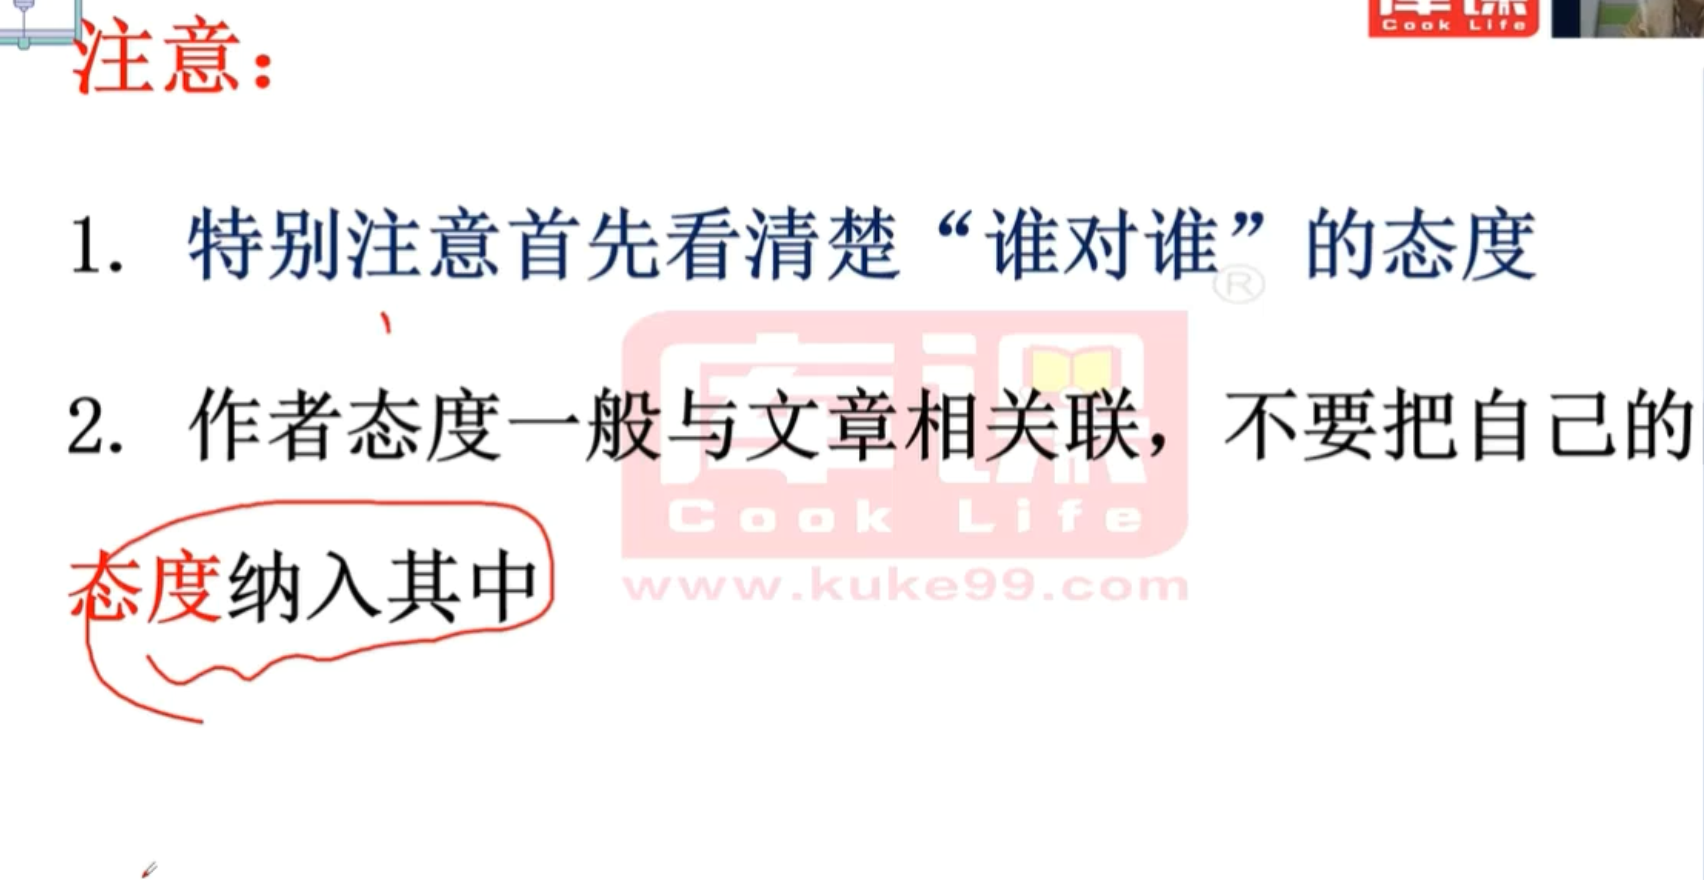 Cook Life
注意：
1. 特别注意首先看清楚“谁对谁”的态度
®
2. 作者态度一般与文章相关联，不要把自己的
态度纳入其中
库课
Cook Life
www.kuke99.com